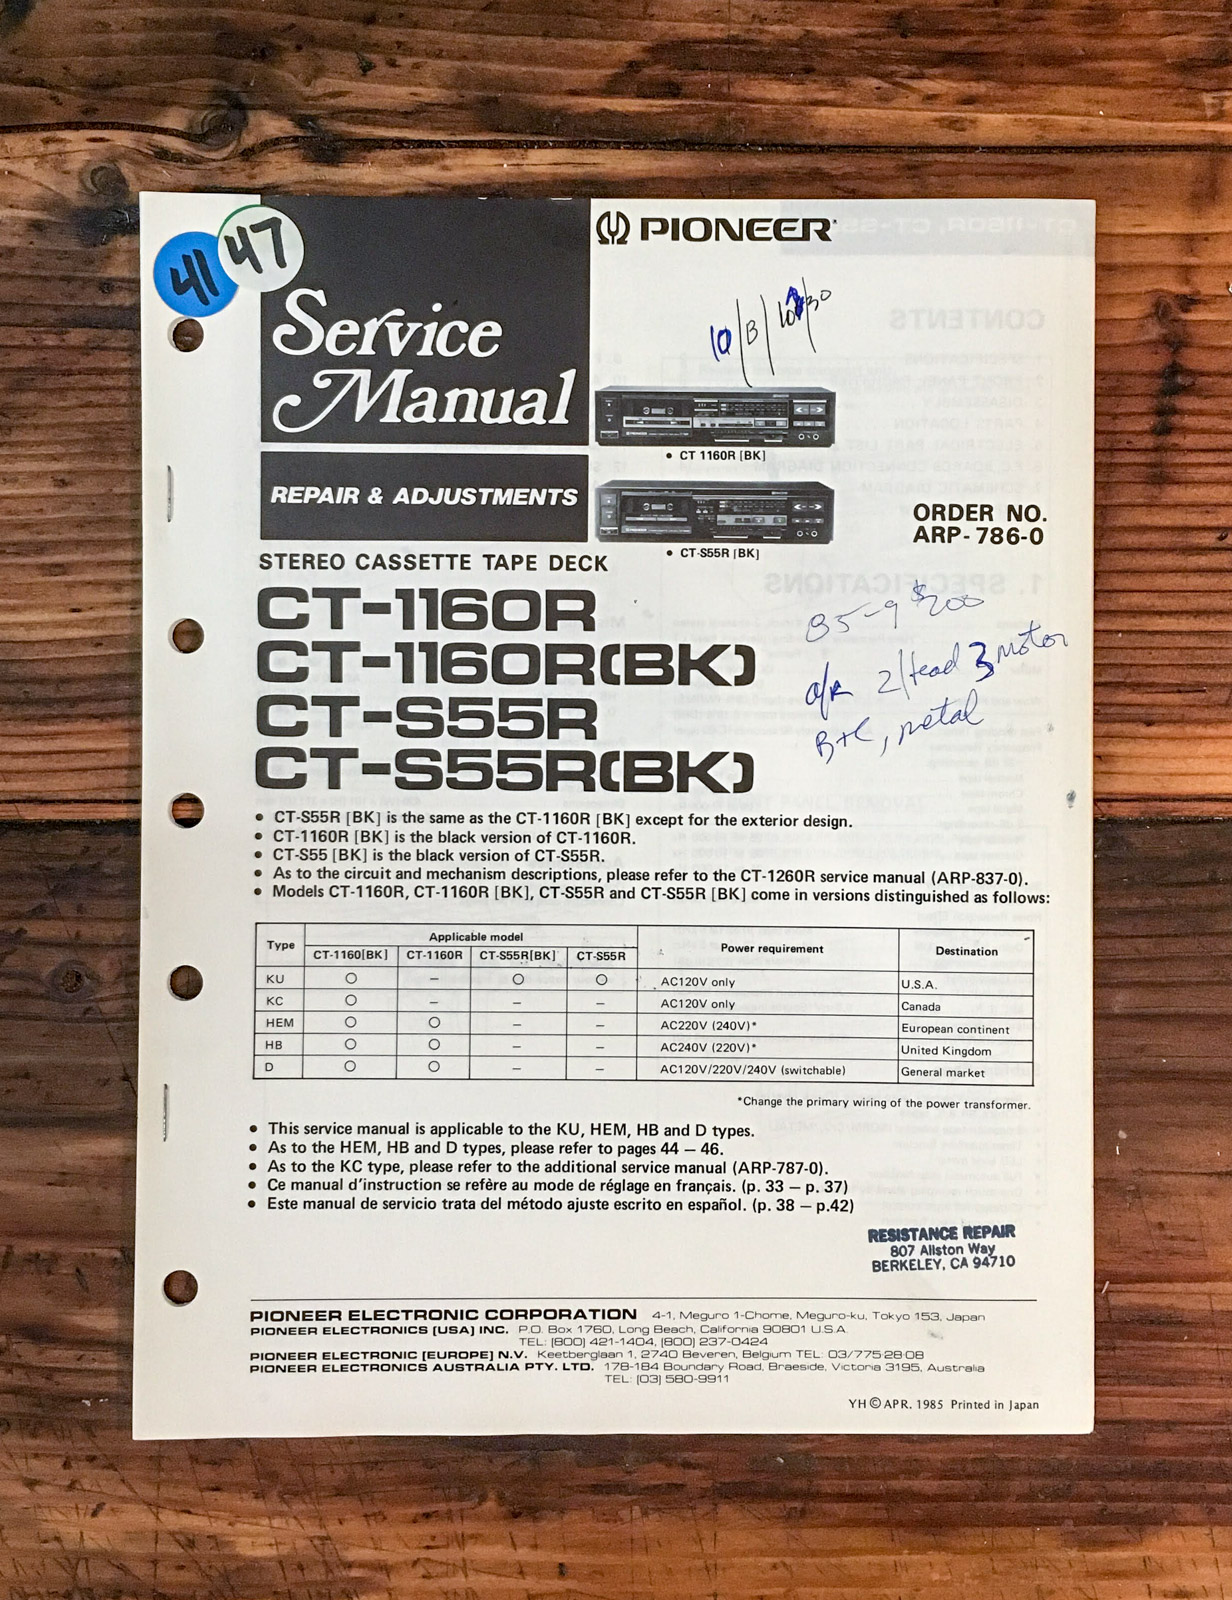 41
47
Service
Manual
PIONEER
10/B/
• CT 1160R [BK]
REPAIR & ADJUSTMENTS
• CT-S55R [BK]
ORDER NO.
ARP-786-0
STEREO CASSETTE TAPE DECK
CT-1160R
CT-1160R(BK)
CT-S55R
CT-S55R(BK)
85-9 $200
a/r 2/Head 3 Motor
B+C, metal
• CT-S55R [BK] is the same as the CT-1160R [BK] except for the exterior design.
• CT-1160R [BK] is the black version of CT-1160R.
• CT-S55 [BK] is the black version of CT-S55R.
• As to the circuit and mechanism descriptions, please refer to the CT-1260R service manual (ARP-837-0).
• Models CT-1160R, CT-1160R [BK], CT-S55R and CT-S55R [BK] come in versions distinguished as follows:
Type Applicable model Power requirement Destination
CT-1160[BK] CT-1160R CT-S55R[BK] CT-S55R
KU ○ – ○ ○ AC120V only U.S.A.
KC ○ – – – AC120V only Canada
HEM ○ ○ – – AC220V (240V)* European continent
HB ○ ○ – – AC240V (220V)* United Kingdom
D ○ ○ – – AC120V/220V/240V (switchable) General market
*Change the primary wiring of the power transformer.
• This service manual is applicable to the KU, HEM, HB and D types.
• As to the HEM, HB and D types, please refer to pages 44 – 46.
• As to the KC type, please refer to the additional service manual (ARP-787-0).
• Ce manual d'instruction se refère au mode de réglage en français. (p. 33 – p. 37)
• Este manual de servicio trata del método ajuste escrito en español. (p. 38 – p.42)
RESISTANCE REPAIR
807 Allston Way
BERKELEY, CA 94710
PIONEER ELECTRONIC CORPORATION 4-1, Meguro 1-Chome, Meguro-ku, Tokyo 153, Japan
PIONEER ELECTRONICS [USA] INC. P.O. Box 1760, Long Beach, California 90801 U.S.A.
TEL: [800] 421-1404, [800] 237-0424
PIONEER ELECTRONIC [EUROPE] N.V. Keetberglaan 1, 2740 Beveren, Belgium TEL: 03/775·28·08
PIONEER ELECTRONICS AUSTRALIA PTY. LTD. 178-184 Boundary Road, Braeside, Victoria 3195, Australia
TEL: [03] 580-9911
YH © APR. 1985 Printed in Japan